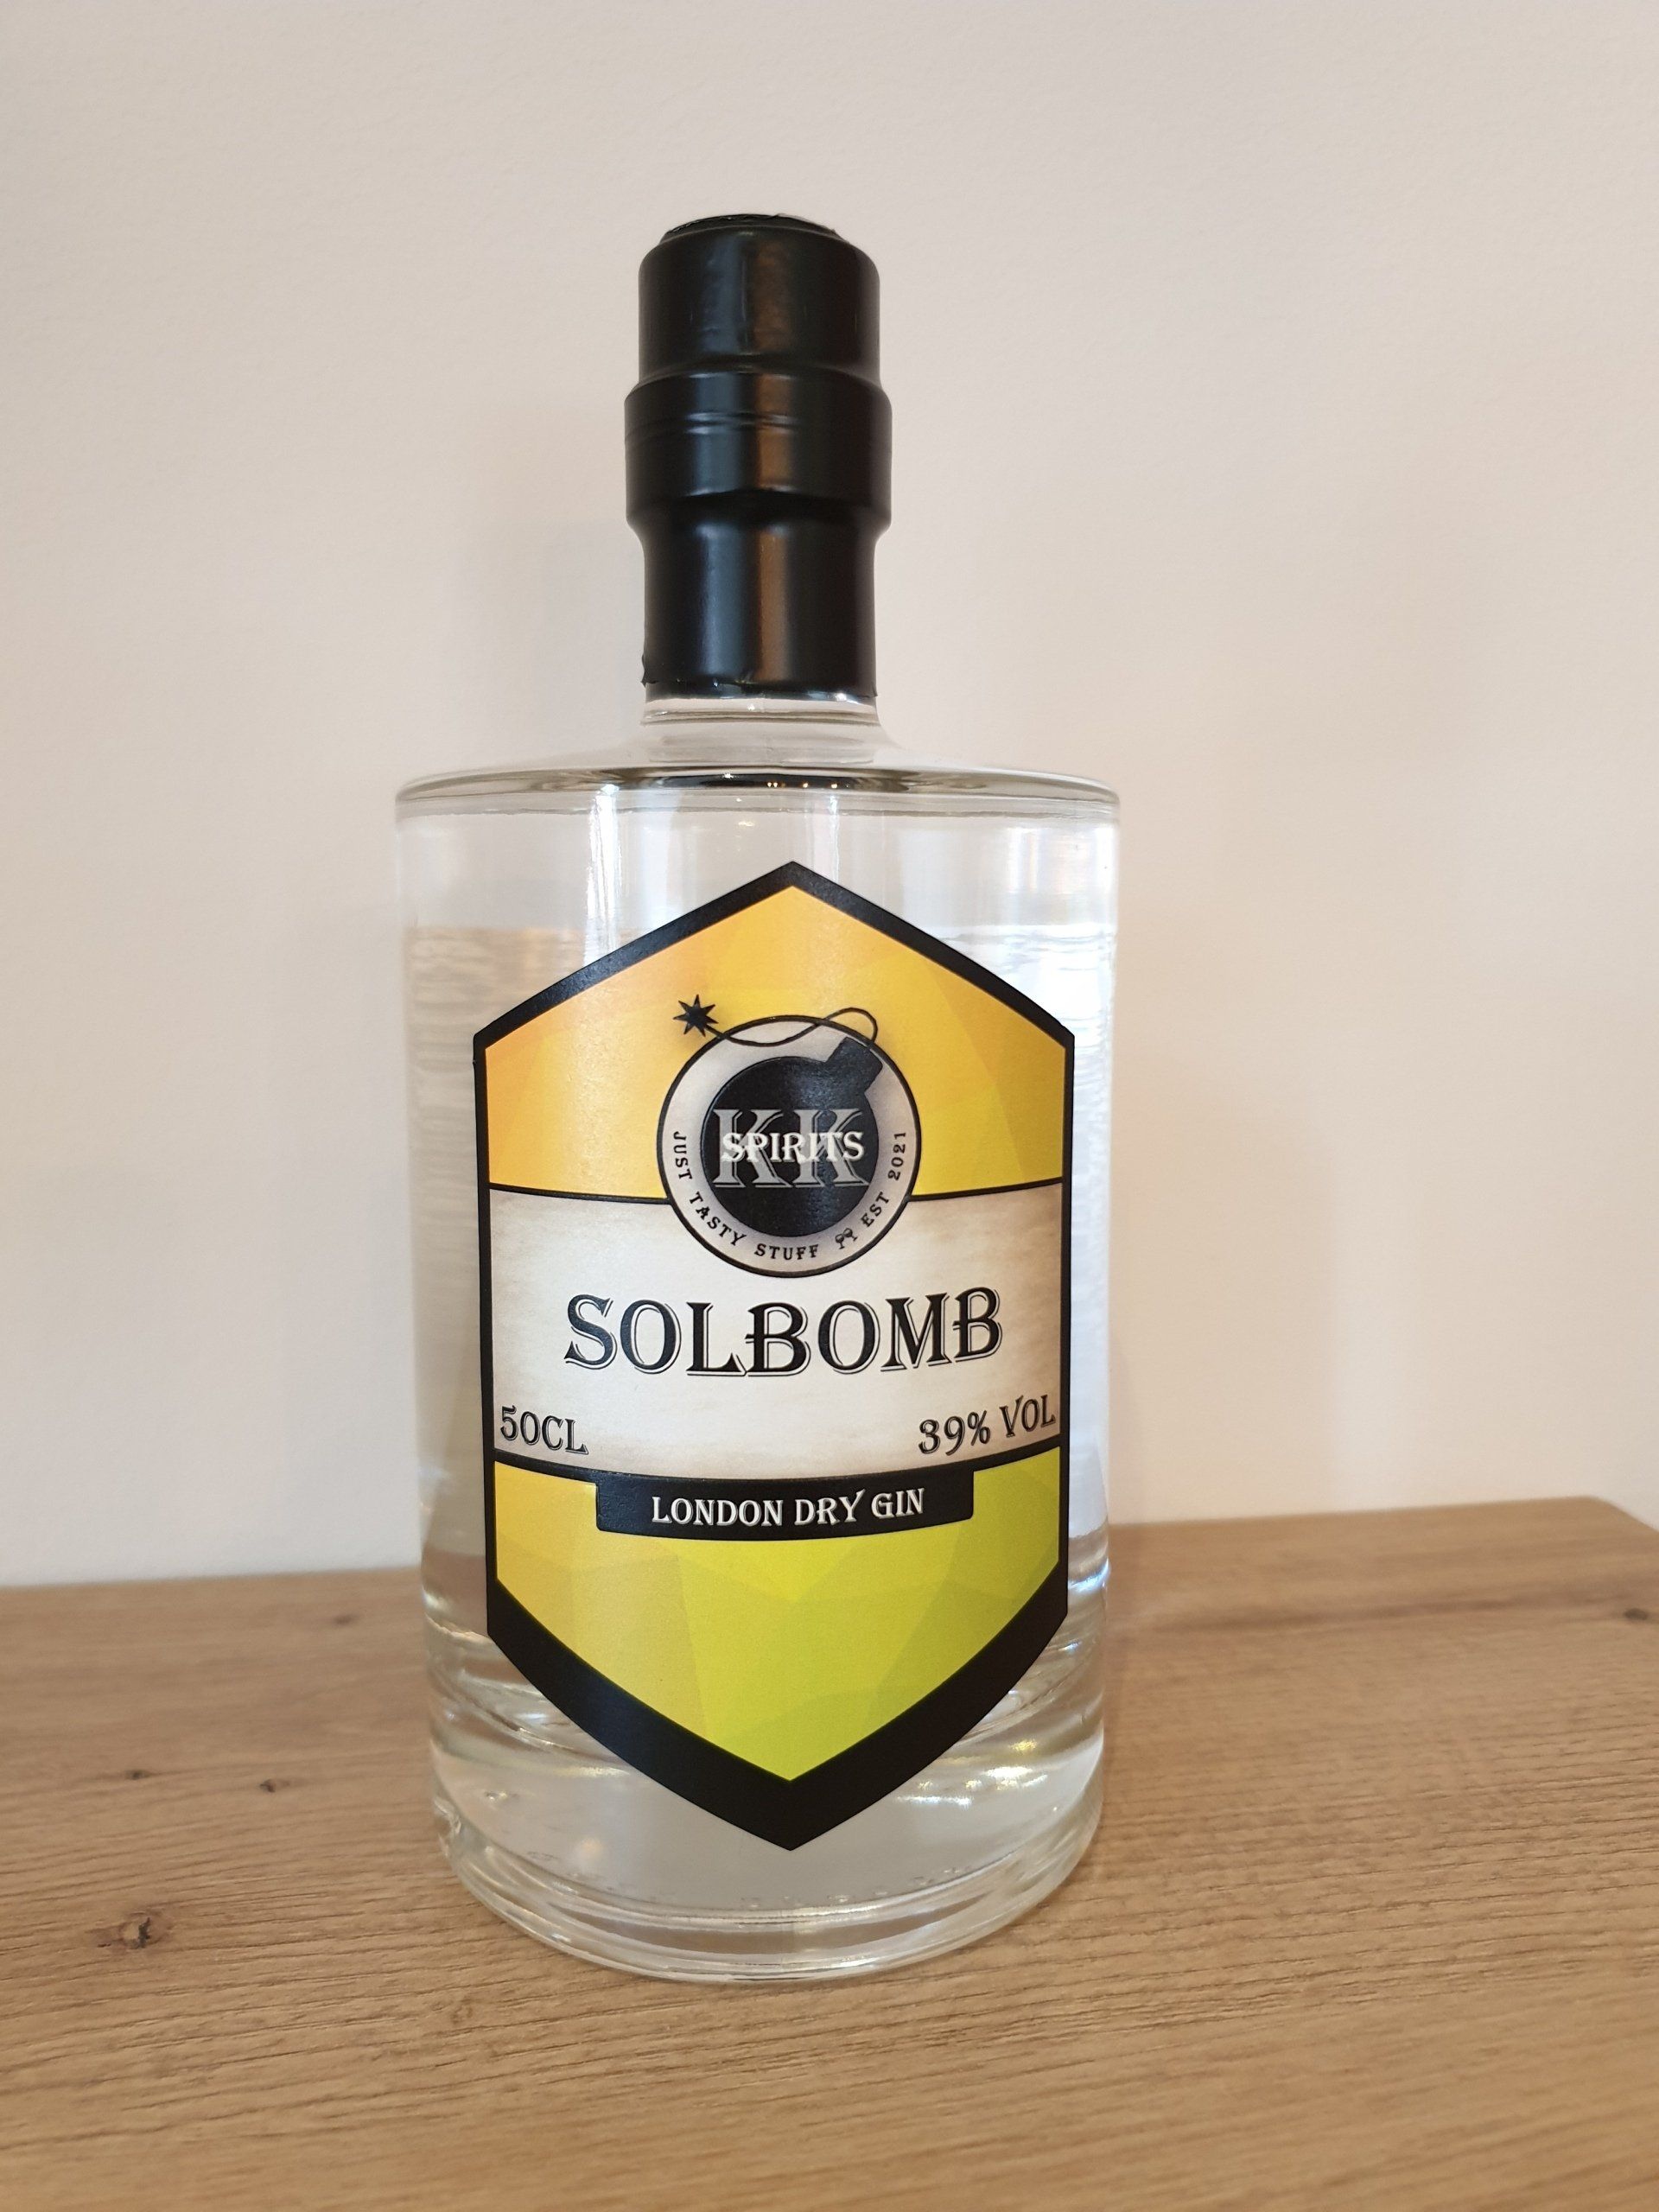 KK
SPIRITS
JUST TASTY STUFF EST 2021
SOLBOMB
50CL
39% VOL
LONDON DRY GIN